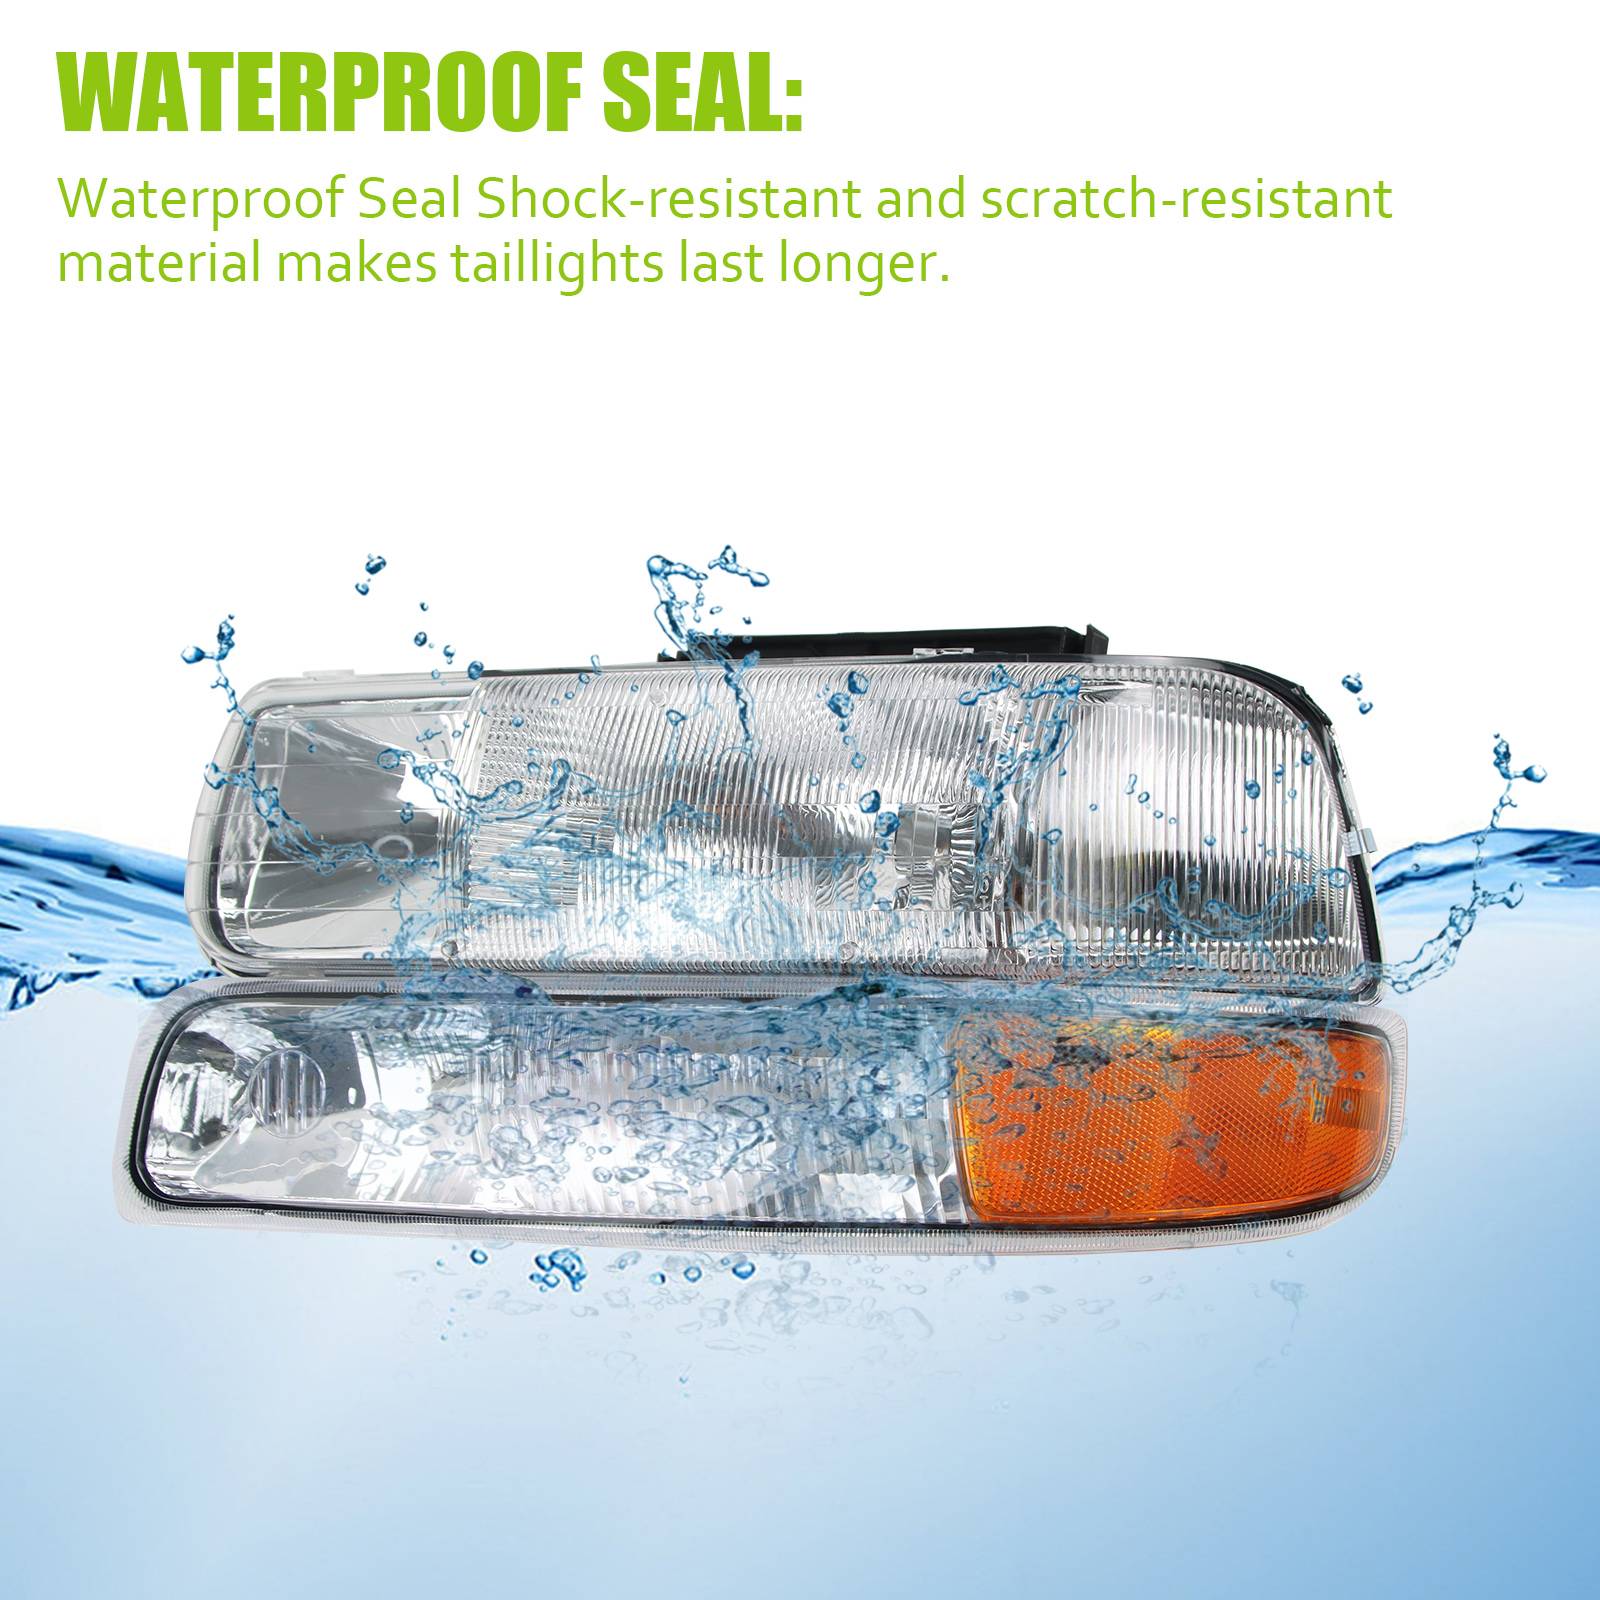 WATERPROOF SEAL:
Waterproof Seal Shock-resistant and scratch-resistant
material makes taillights last longer.